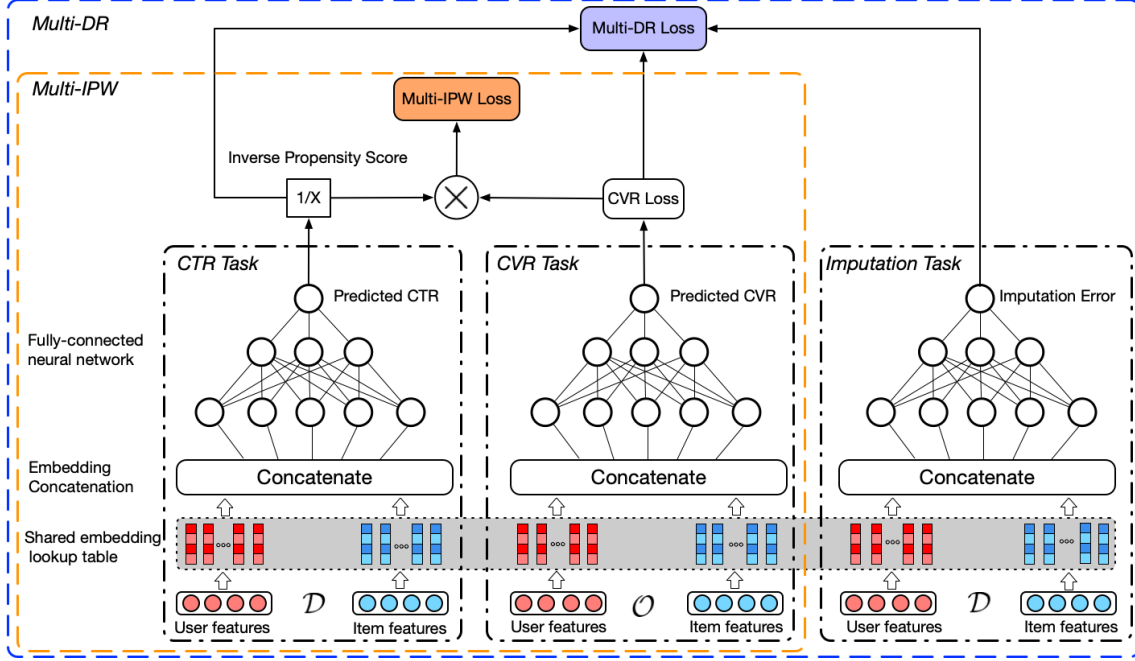 Multi-DR
Multi-DR Loss
Multi-IPW
Multi-IPW Loss
Inverse Propensity Score
1/X
CVR Loss
CTR Task
CVR Task
Imputation Task
Predicted CTR
Predicted CVR
Imputation Error
Fully-connected
neural network
Embedding
Concatenation
Concatenate
Concatenate
Concatenate
Shared embedding
lookup table
User features
𝒟
Item features
User features
𝒪
Item features
User features
𝒟
Item features